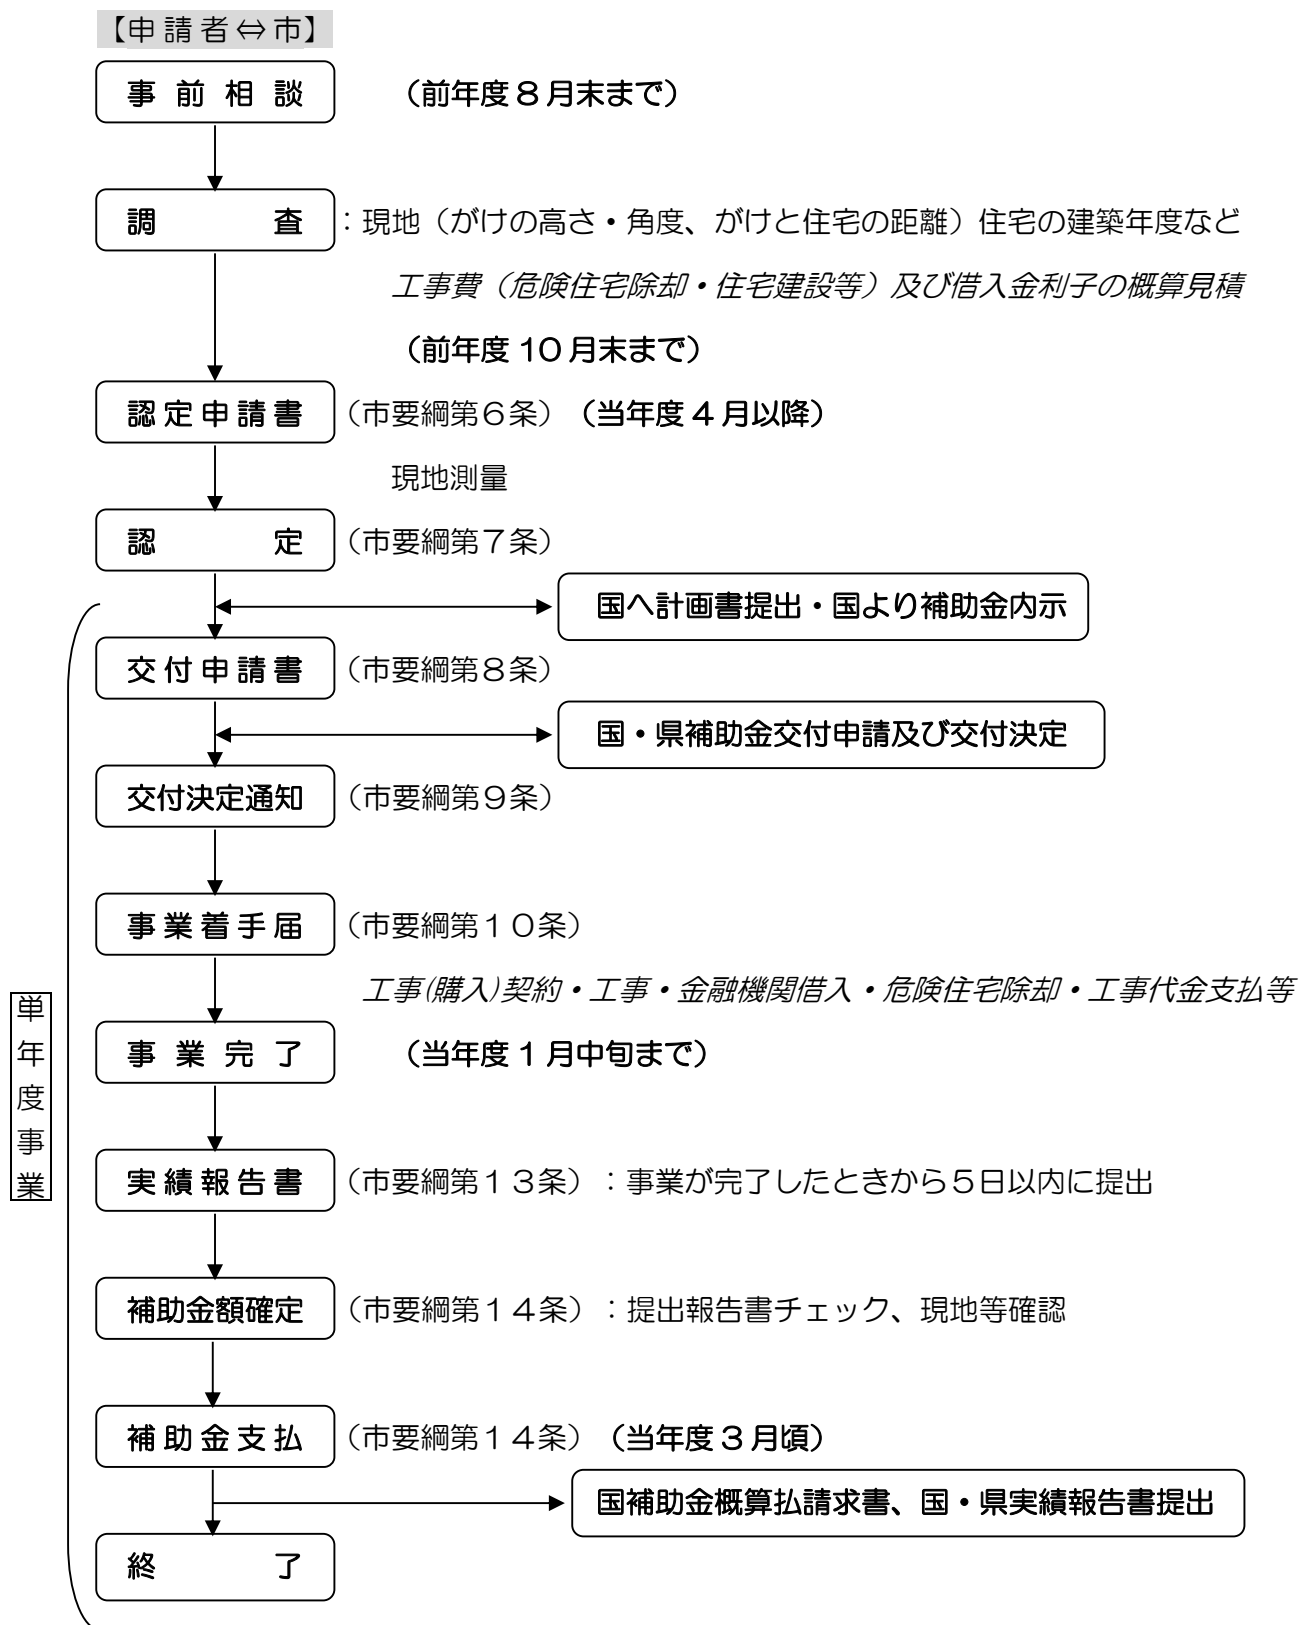 【申請者⇔市】
事前相談 （前年度８月末まで）
調査 ：現地（がけの高さ・角度、がけと住宅の距離）住宅の建築年度など
工事費（危険住宅除却・住宅建設等）及び借入金利子の概算見積
（前年度10月末まで）
認定申請書 （市要綱第６条）（当年度４月以降）
現地測量
認定 （市要綱第７条）
国へ計画書提出・国より補助金内示
交付申請書 （市要綱第８条）
国・県補助金交付申請及び交付決定
交付決定通知 （市要綱第９条）
事業着手届 （市要綱第１０条）
工事(購入)契約・工事・金融機関借入・危険住宅除却・工事代金支払等
単年度事業
事業完了 （当年度１月中旬まで）
実績報告書 （市要綱第１３条）：事業が完了したときから５日以内に提出
補助金額確定 （市要綱第１４条）：提出報告書チェック、現地等確認
補助金支払 （市要綱第１４条）（当年度３月頃）
国補助金概算払請求書、国・県実績報告書提出
終了